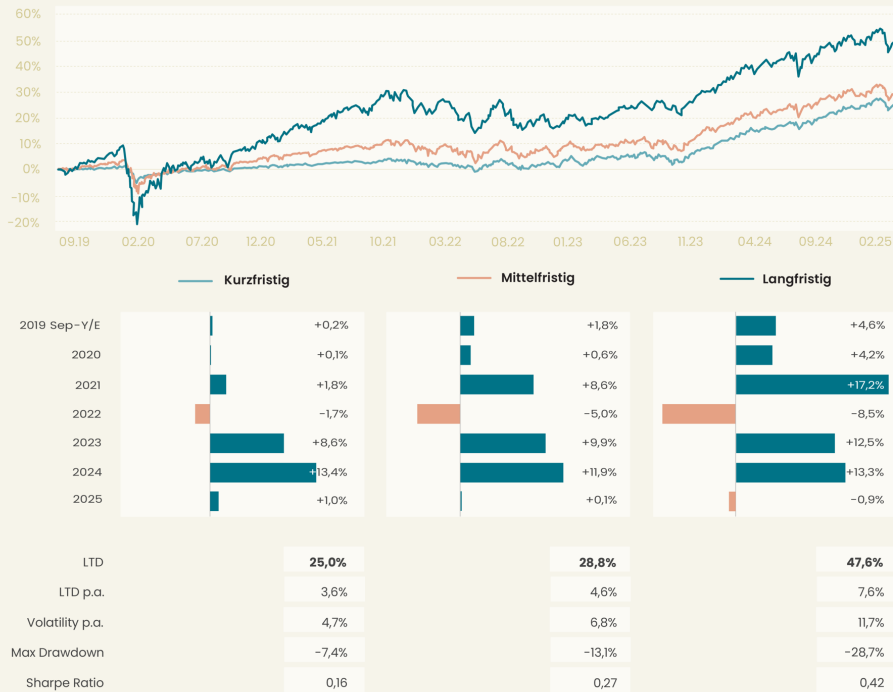 60%
50%
40%
30%
20%
10%
0%
-10%
-20%
09.19 02.20 07.20 12.20 05.21 10.21 03.22 08.22 01.23 06.23 11.23 04.24 09.24 02.25
Kurzfristig Mittelfristig Langfristig
2019 Sep-Y/E +0,2% +1,8% +4,6%
2020 +0,1% +0,6% +4,2%
2021 +1,8% +8,6% +17,2%
2022 -1,7% -5,0% -8,5%
2023 +8,6% +9,9% +12,5%
2024 +13,4% +11,9% +13,3%
2025 +1,0% +0,1% -0,9%
LTD 25,0% 28,8% 47,6%
LTD p.a. 3,6% 4,6% 7,6%
Volatility p.a. 4,7% 6,8% 11,7%
Max Drawdown -7,4% -13,1% -28,7%
Sharpe Ratio 0,16 0,27 0,42